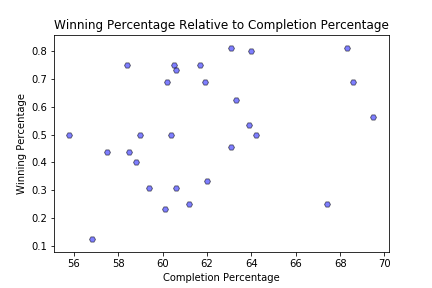 Winning Percentage Relative to Completion Percentage
0.8
0.7
0.6
0.5
0.4
0.3
0.2
0.1
Winning Percentage
56 58 60 62 64 66 68 70
Completion Percentage